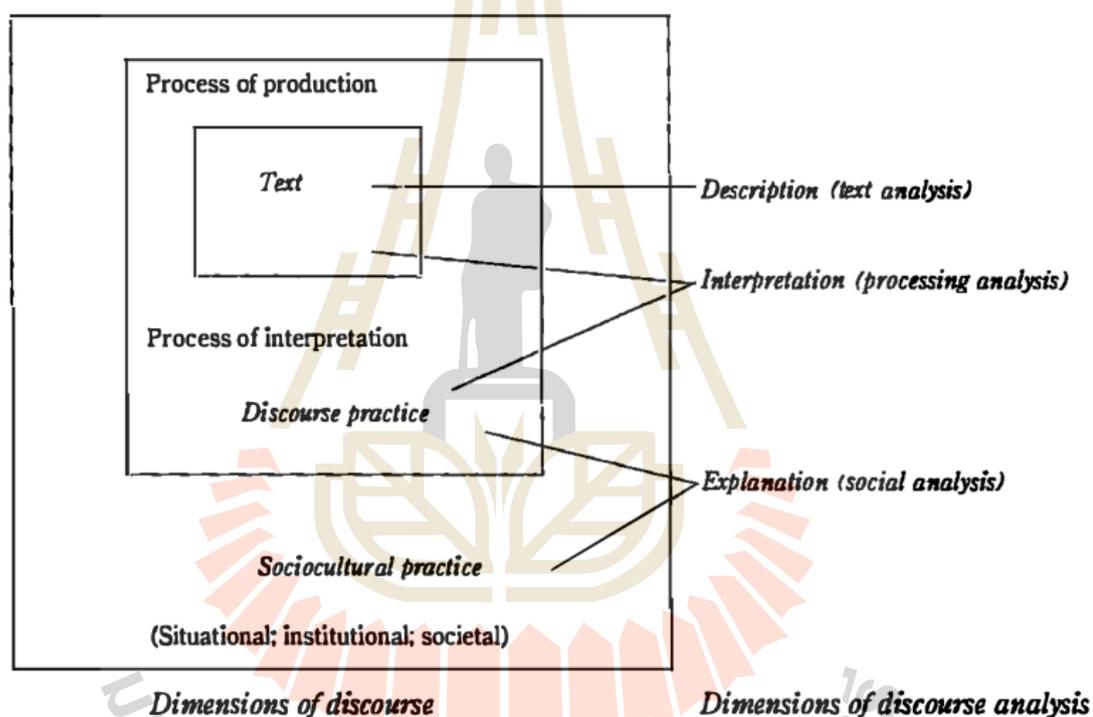 Process of production
Text
Description (text analysis)
Interpretation (processing analysis)
Process of interpretation
Discourse practice
Explanation (social analysis)
Sociocultural practice
(Situational; institutional; societal)
Dimensions of discourse
Dimensions of discourse analysis